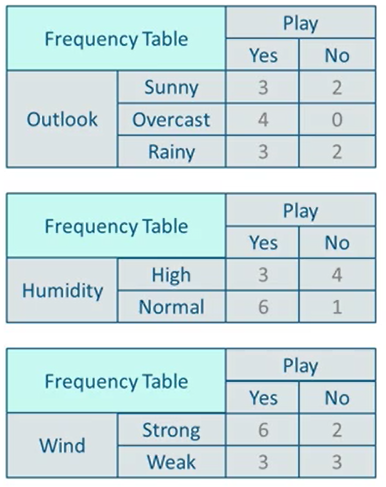 Frequency Table Play
Yes No
Outlook Sunny 3 2
Overcast 4 0
Rainy 3 2
Frequency Table Play
Yes No
Humidity High 3 4
Normal 6 1
Frequency Table Play
Yes No
Wind Strong 6 2
Weak 3 3